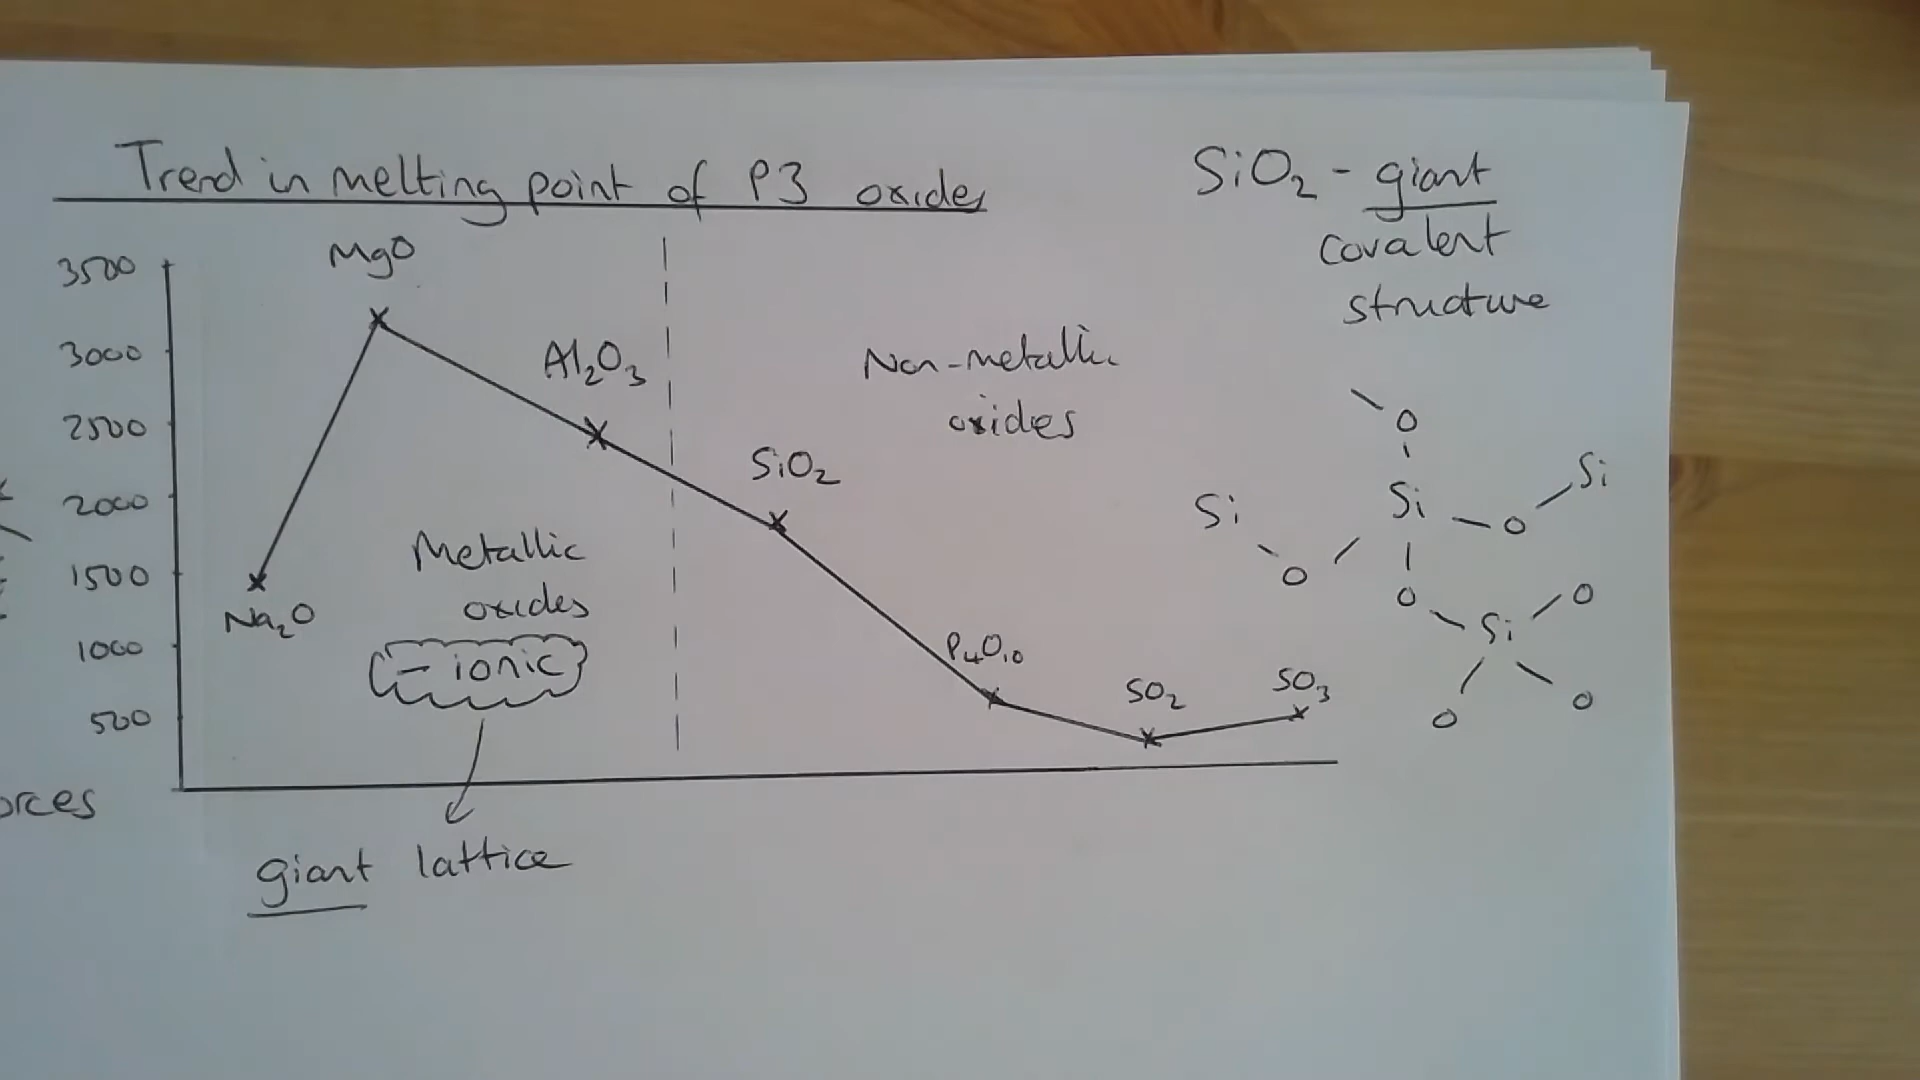 Trend in melting point of P3 oxides
SiO₂ - giant
covalent
structure
3500
3000
2500
2000
1500
1000
500
MgO
Al₂O₃
SiO₂
Na₂O
P₄O₁₀
SO₂
SO₃
Metallic
oxides
- ionic
giant lattice
Non-metallic
oxides
O
Si
Si
Si
O
O
O
Si
O
O
O